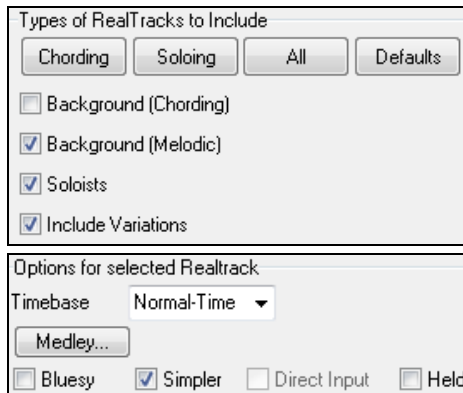 Types of RealTracks to Include
Chording Soloing All Defaults
Background (Chording)
Background (Melodic)
Soloists
Include Variations
Options for selected Realtrack
Timebase Normal-Time
Medley...
Bluesy Simpler Direct Input Held